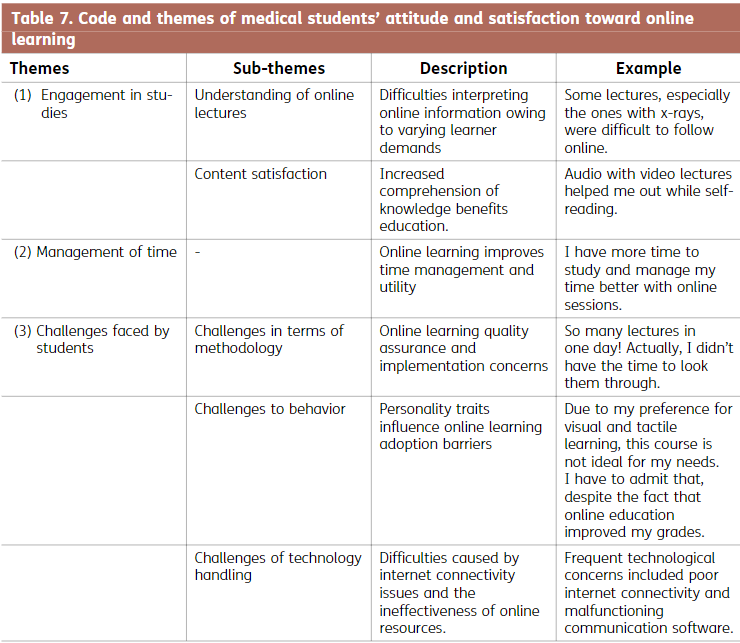 Table 7. Code and themes of medical students’ attitude and satisfaction toward online
learning
Themes
Sub-themes
Description
Example
(1) Engagement in stu-
dies
Understanding of online
lectures
Difficulties interpreting
online information owing
to varying learner
demands
Some lectures, especially
the ones with x-rays,
were difficult to follow
online.
Content satisfaction
Increased
comprehension of
knowledge benefits
education.
Audio with video lectures
helped me out while self-
reading.
(2) Management of time
-
Online learning improves
time management and
utility
I have more time to
study and manage my
time better with online
sessions.
(3) Challenges faced by
students
Challenges in terms of
methodology
Online learning quality
assurance and
implementation concerns
So many lectures in
one day! Actually, I didn’t
have the time to look
them through.
Challenges to behavior
Personality traits
influence online learning
adoption barriers
Due to my preference for
visual and tactile
learning, this course is
not ideal for my needs.
I have to admit that,
despite the fact that
online education
improved my grades.
Challenges of technology
handling
Difficulties caused by
internet connectivity
issues and the
ineffectiveness of online
resources.
Frequent technological
concerns included poor
internet connectivity and
malfunctioning
communication software.